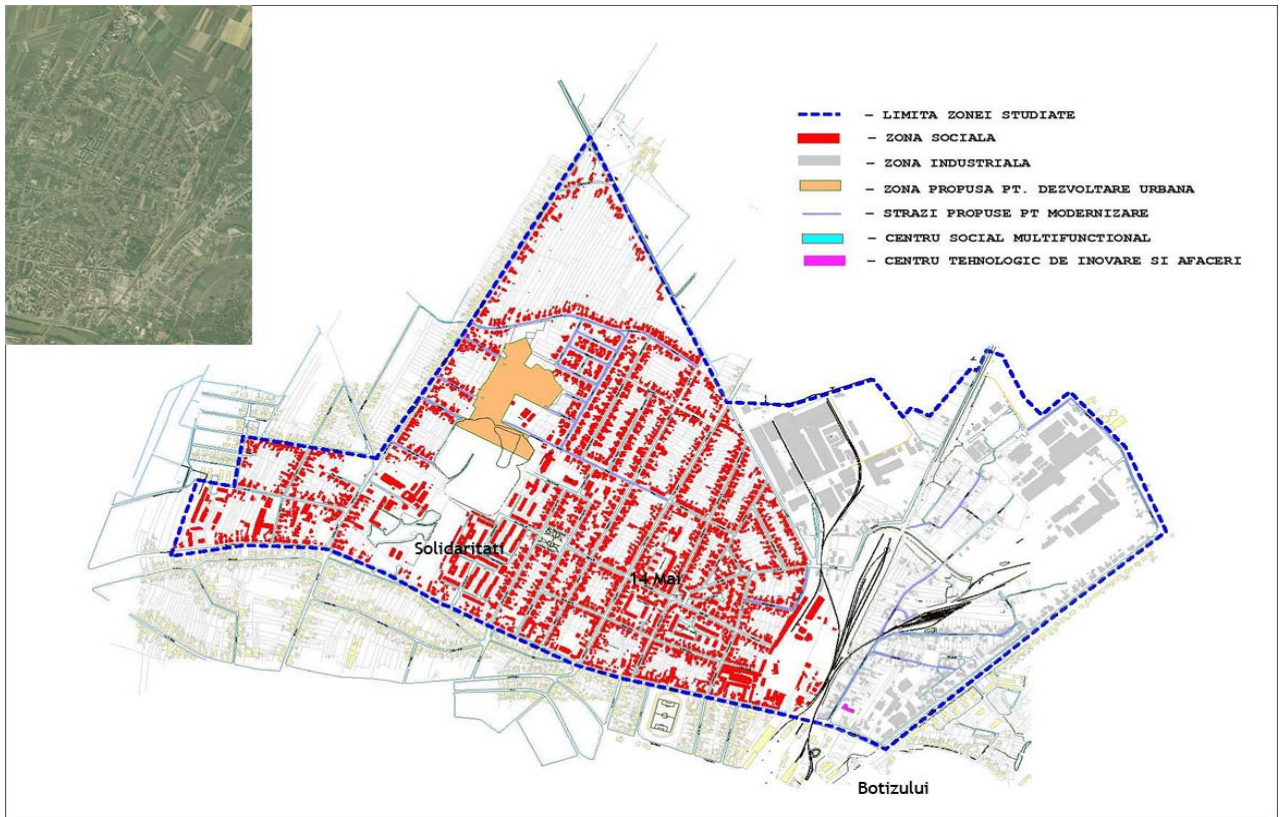 – LIMITA ZONEI STUDIATE
– ZONA SOCIALA
– ZONA INDUSTRIALA
– ZONA PROPUSA PT. DEZVOLTARE URBANA
– STRAZI PROPUSE PT MODERNIZARE
– CENTRU SOCIAL MULTIFUNCTIONAL
– CENTRU TEHNOLOGIC DE INOVARE SI AFACERI
Solidaritati
14 Mai
Botizului